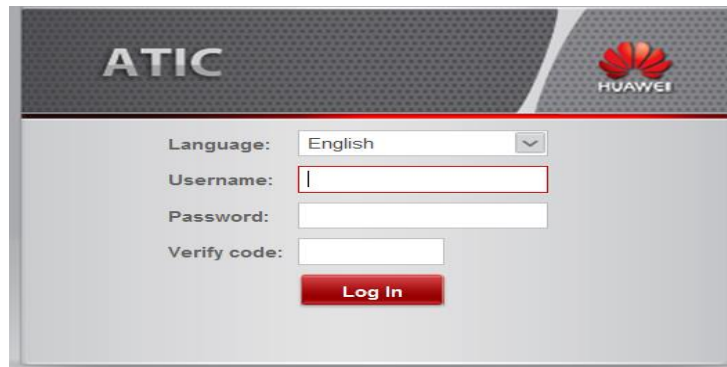 ATIC
HUAWEI
Language: English
Username:
Password:
Verify code:
Log In